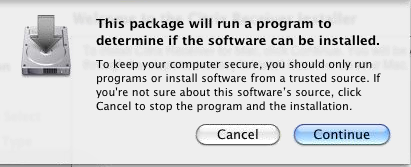 This package will run a program to
determine if the software can be installed.
To keep your computer secure, you should only run
programs or install software from a trusted source. If
you're not sure about this software's source, click
Cancel to stop the program and the installation.
Cancel
Continue